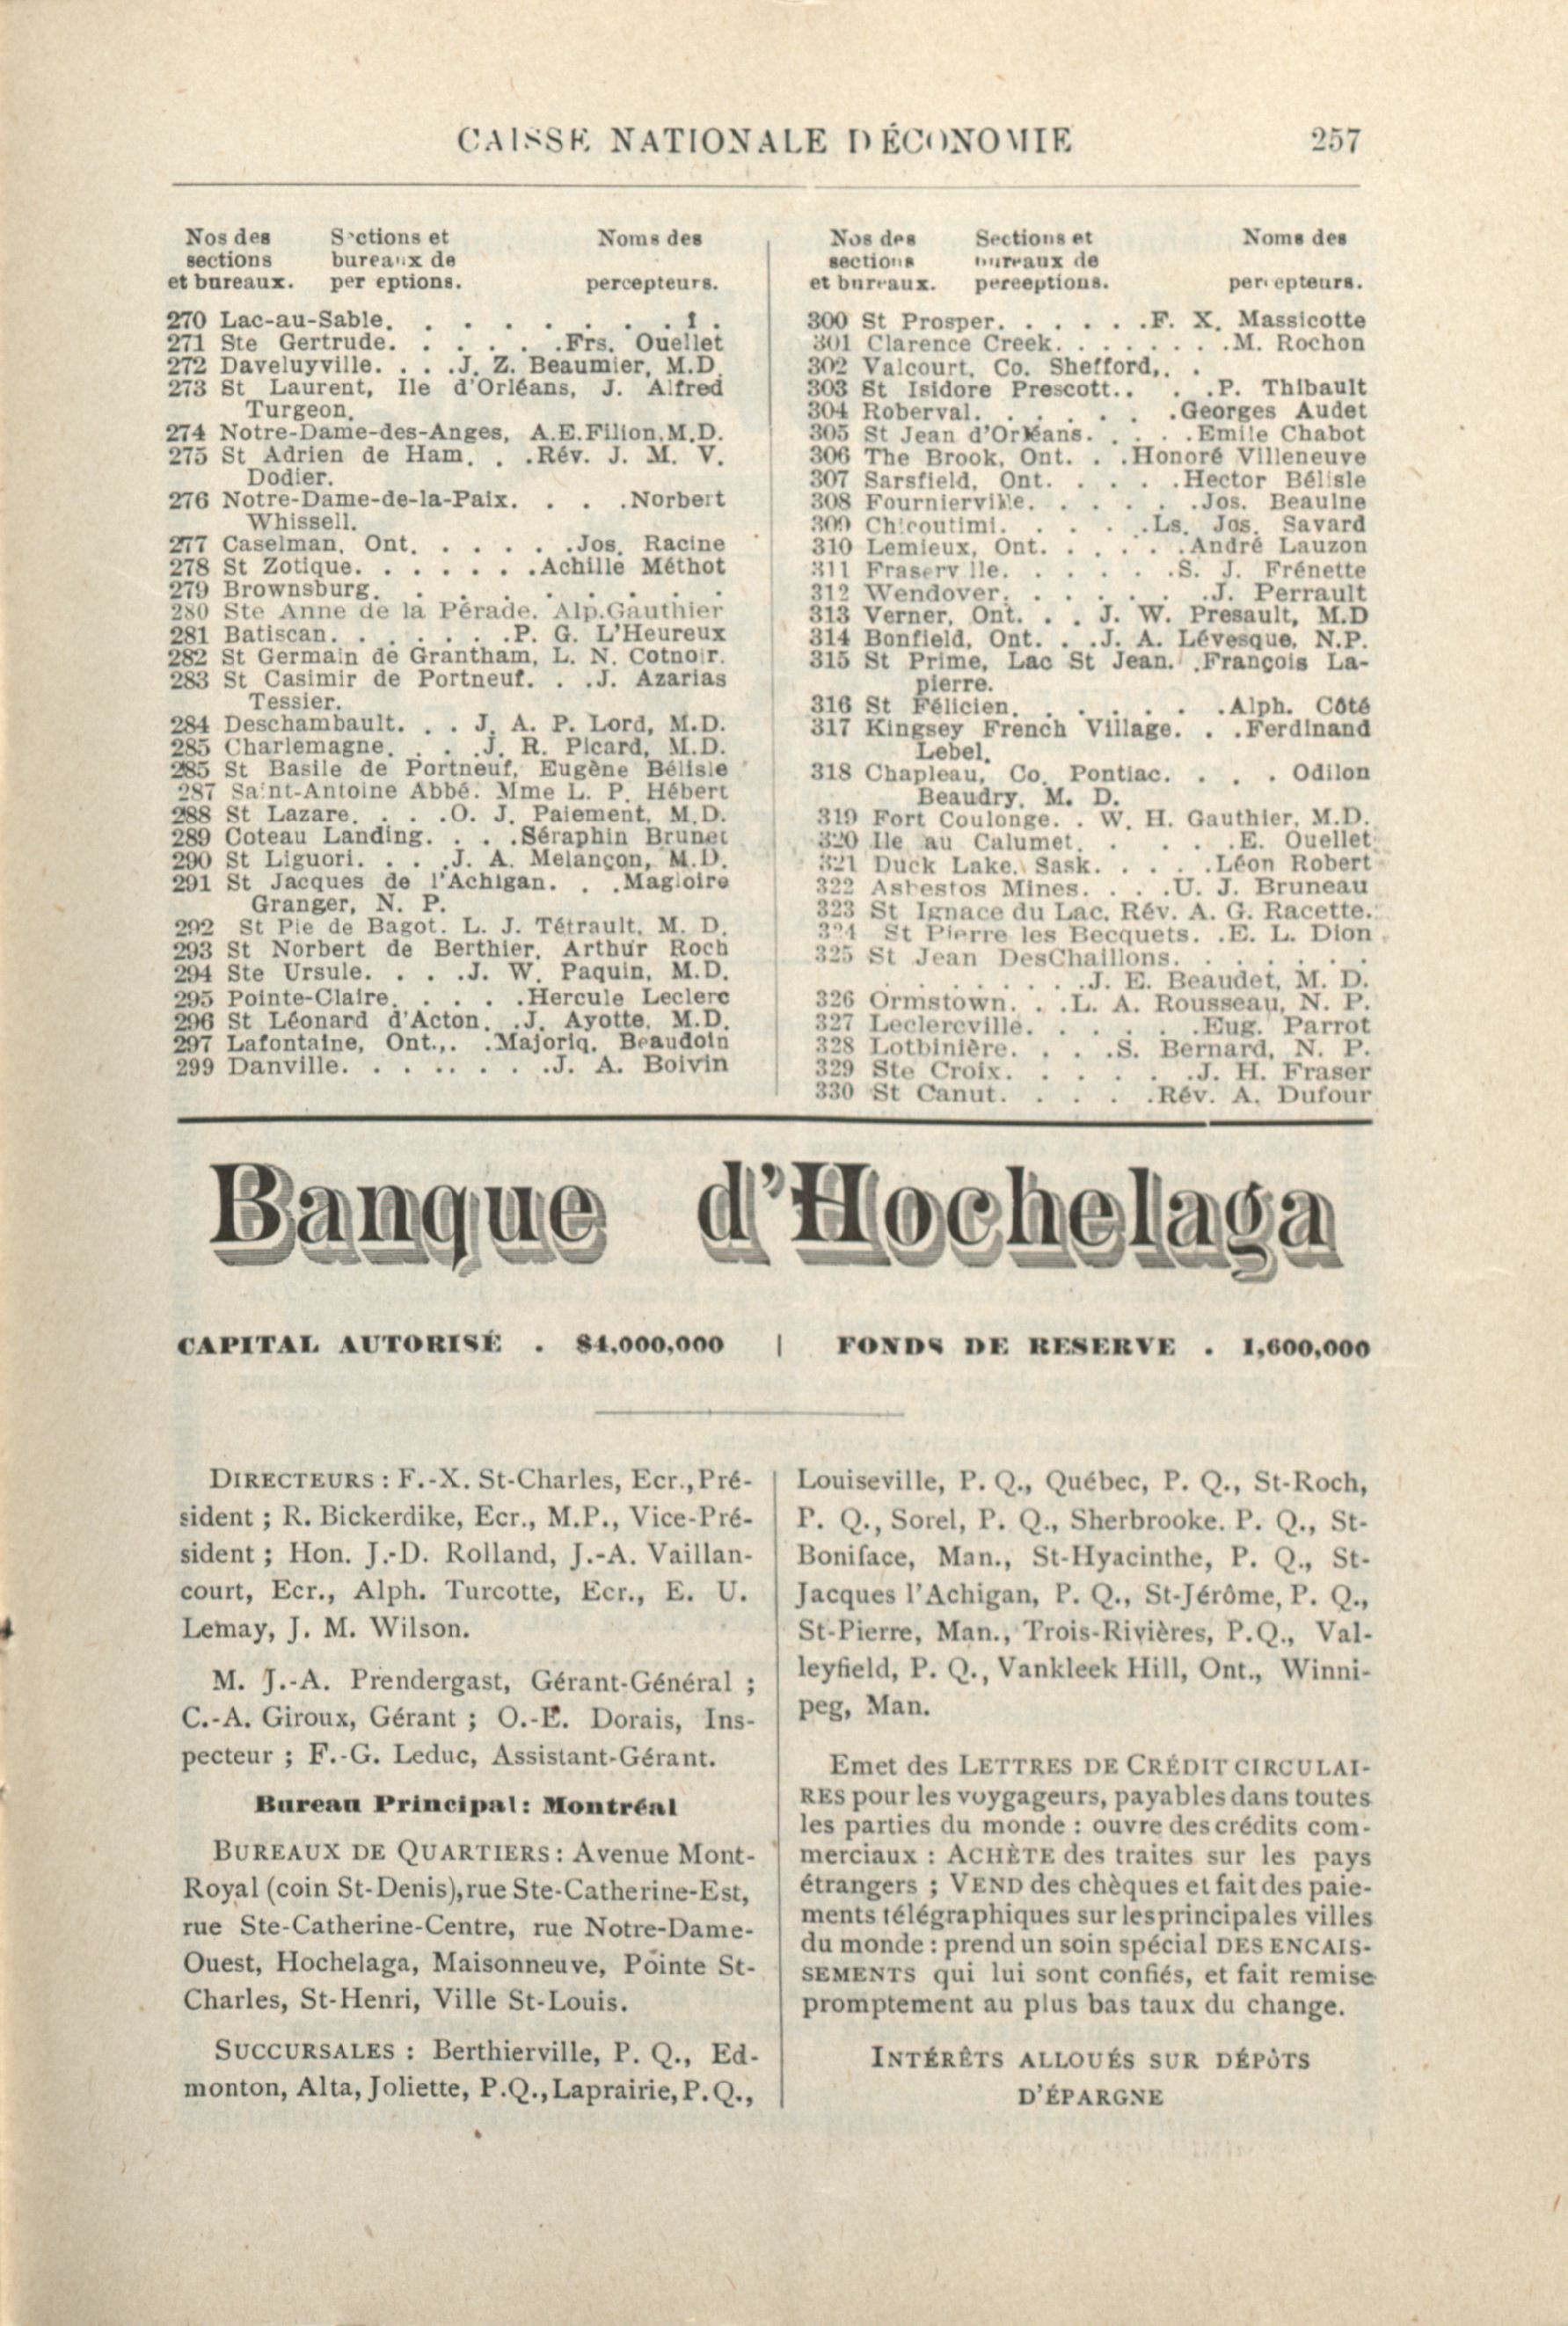 CAISSE NATIONALE D'ÉCONOMIE 257
Nos des Sections et Noms des
sections bureaux de
et bureaux. per eptions. percepteurs.
270 Lac-au-Sable. . . . . . . . . 1 .
271 Ste Gertrude. . . . . .Frs. Ouellet
272 Daveluyville. . . .J. Z. Beaumier, M.D.
273 St Laurent, Ile d'Orléans, J. Alfred
Turgeon.
274 Notre-Dame-des-Anges, A.E.Filion.M.D.
275 St Adrien de Ham. . .Rév. J. M. V.
Dodier.
276 Notre-Dame-de-la-Paix. . . .Norbert
Whissell.
277 Caselman, Ont. . . . . .Jos. Racine
278 St Zotique. . . . . . .Achille Méthot
279 Brownsburg. . . . . . . . .
280 Ste Anne de la Pérade. Alp.Gauthier
281 Batiscan. . . . . . .P. G. L'Heureux
282 St Germain de Grantham, L. N. Cotnoir.
283 St Casimir de Portneuf. . .J. Azarias
Tessier.
284 Deschambault. . . J. A. P. Lord, M.D.
285 Charlemagne. . . .J. R. Picard, M.D.
285 St Basile de Portneuf, Eugène Bélisle
287 Saint-Antoine Abbé. Mme L. P. Hébert
288 St Lazare. . . .O. J. Paiement, M.D.
289 Coteau Landing. . . .Séraphin Brunet
290 St Liguori. . . .J. A. Melançon, M.D.
291 St Jacques de l'Achigan. . .Magloire
Granger, N. P.
292 St Pie de Bagot. L. J. Tétrault. M. D.
293 St Norbert de Berthier, Arthur Roch
294 Ste Ursule. . . .J. W. Paquin, M.D.
295 Pointe-Claire. . . . .Hercule Leclerc
296 St Léonard d'Acton. .J. Ayotte. M.D.
297 Lafontaine, Ont.,. .Majoriq. Beaudoin
299 Danville. . . . . . . .J. A. Boivin
Nos des Sections et Noms des
sections bureaux de
et bureaux. perceptions. percepteurs.
300 St Prosper. . . . . .F. X. Massicotte
301 Clarence Creek. . . . . . . .M. Rochon
302 Valcourt, Co. Shefford,. .
303 St Isidore Prescott.. . .P. Thibault
304 Roberval. . . . . . .Georges Audet
305 St Jean d'Orléans. . . . .Emile Chabot
306 The Brook, Ont. . .Honoré Villeneuve
307 Sarsfield, Ont. . . . . .Hector Bélisle
308 Fournierville. . . . . . .Jos. Beaulne
309 Chicoutimi. . . . . .Ls. Jos. Savard
310 Lemieux, Ont. . . . . .André Lauzon
311 Fraserv lle. . . . . . .S. J. Frénette
312 Wendover. . . . . . .J. Perrault
313 Verner, Ont. . . J. W. Presault, M.D
314 Bonfield, Ont. . .J. A. Lévesque, N.P.
315 St Prime, Lac St Jean. .François La-
pierre.
316 St Félicien. . . . . . .Alph. Côté
317 Kingsey French Village. . .Ferdinand
Lebel.
318 Chapleau, Co. Pontiac. . . . Odilon
Beaudry, M. D.
319 Fort Coulonge. . W. H. Gauthier, M.D.
320 Ile au Calumet. . . . .E. Ouellet
321 Duck Lake, Sask. . . . .Léon Robert
322 Asbestos Mines. . . .U. J. Bruneau
323 St Ignace du Lac, Rév. A. G. Racette.
324 St Pierre les Becquets. .E. L. Dion
325 St Jean DesChaillons. . . . . . .
. . . . . . .J. E. Beaudet, M. D.
326 Ormstown. . .L. A. Rousseau, N. P.
327 Leclercville. . . . . . .Eug. Parrot
328 Lotbinière. . . . .S. Bernard, N. P.
329 Ste Croix. . . . . . .J. H. Fraser
330 St Canut. . . . . .Rév. A. Dufour
Banque d'Hochelaga
CAPITAL AUTORISÉ . $4,000,000 | FONDS DE RESERVE . 1,600,000
DIRECTEURS : F.-X. St-Charles, Ecr., Pré-
sident ; R. Bickerdike, Ecr., M.P., Vice-Pré-
sident ; Hon. J.-D. Rolland, J.-A. Vaillan-
court, Ecr., Alph. Turcotte, Ecr., E. U.
Lemay, J. M. Wilson.
M. J.-A. Prendergast, Gérant-Général ;
C.-A. Giroux, Gérant ; O.-E. Dorais, Ins-
pecteur ; F.-G. Leduc, Assistant-Gérant.
Bureau Principal: Montréal
BUREAUX DE QUARTIERS : Avenue Mont-
Royal (coin St-Denis), rue Ste-Catherine-Est,
rue Ste-Catherine-Centre, rue Notre-Dame-
Ouest, Hochelaga, Maisonneuve, Pointe St-
Charles, St-Henri, Ville St-Louis.
SUCCURSALES : Berthierville, P. Q., Ed-
monton, Alta, Joliette, P.Q., Laprairie, P.Q.,
Louiseville, P. Q., Québec, P. Q., St-Roch,
P. Q., Sorel, P. Q., Sherbrooke. P. Q., St-
Boniface, Man., St-Hyacinthe, P. Q., St-
Jacques l'Achigan, P. Q., St-Jérôme, P. Q.,
St-Pierre, Man., Trois-Rivières, P.Q., Val-
leyfield, P. Q., Vankleek Hill, Ont., Winni-
peg, Man.
Emet des LETTRES DE CRÉDIT CIRCULAI-
RES pour les voygageurs, payables dans toutes
les parties du monde : ouvre des crédits com-
merciaux : ACHÈTE des traites sur les pays
étrangers ; VEND des chèques et fait des paie-
ments télégraphiques sur les principales villes
du monde : prend un soin spécial DES ENCAIS-
SEMENTS qui lui sont confiés, et fait remise
promptement au plus bas taux du change.
INTÉRÊTS ALLOUÉS SUR DÉPÔTS
D'ÉPARGNE